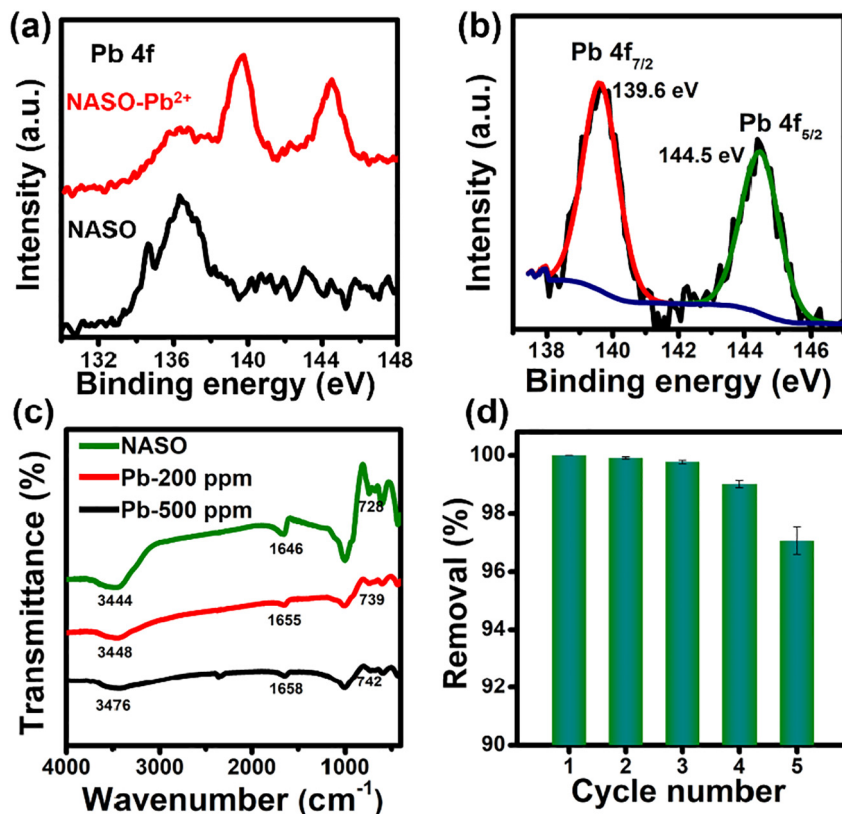 (a)
Pb 4f
NASO-Pb²⁺
NASO
Intensity (a.u.)
132 136 140 144 148
Binding energy (eV)
(b)
Pb 4f₇/₂
139.6 eV
Pb 4f₅/₂
144.5 eV
Intensity (a.u.)
138 140 142 144 146
Binding energy (eV)
(c)
NASO
Pb-200 ppm
Pb-500 ppm
728
1646
3444
739
1655
3448
742
1658
3476
Transmittance (%)
4000 3000 2000 1000
Wavenumber (cm⁻¹)
(d)
Removal (%)
100
98
96
94
92
90
1 2 3 4 5
Cycle number